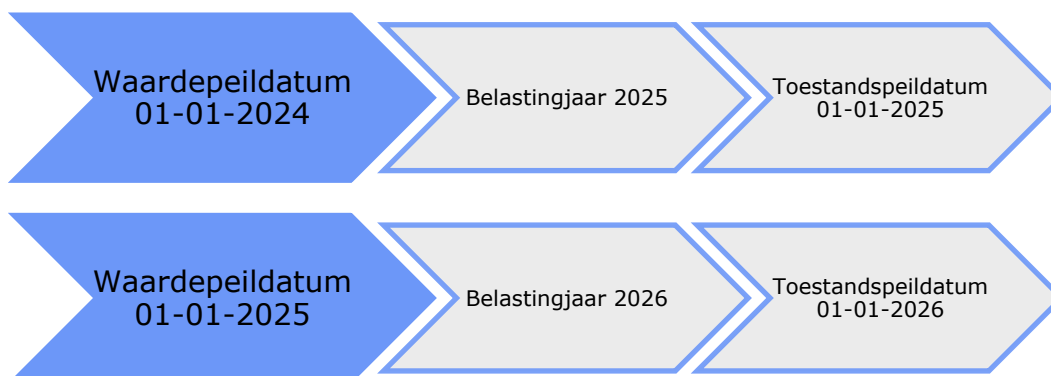 Waardepeildatum
01-01-2024
Belastingjaar 2025
Toestandspeildatum
01-01-2025
Waardepeildatum
01-01-2025
Belastingjaar 2026
Toestandspeildatum
01-01-2026